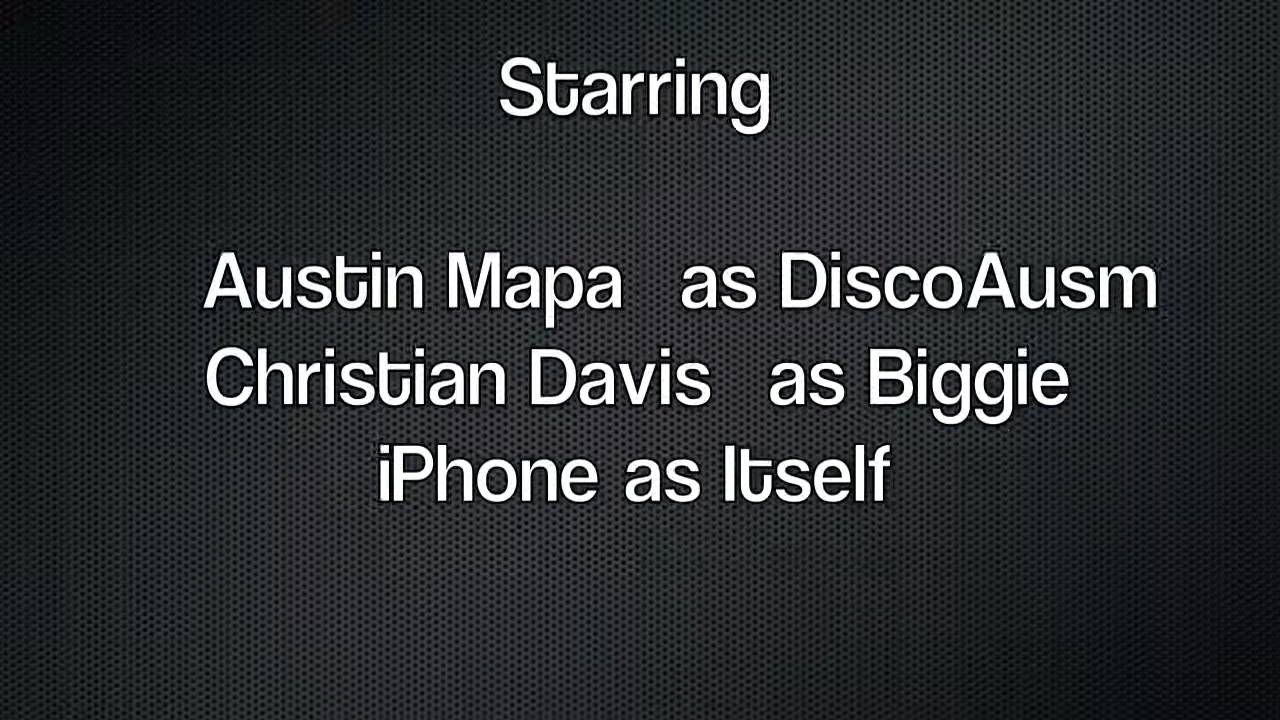 Starring
Austin Mapa as DiscoAusm
Christian Davis as Biggie
iPhone as Itself